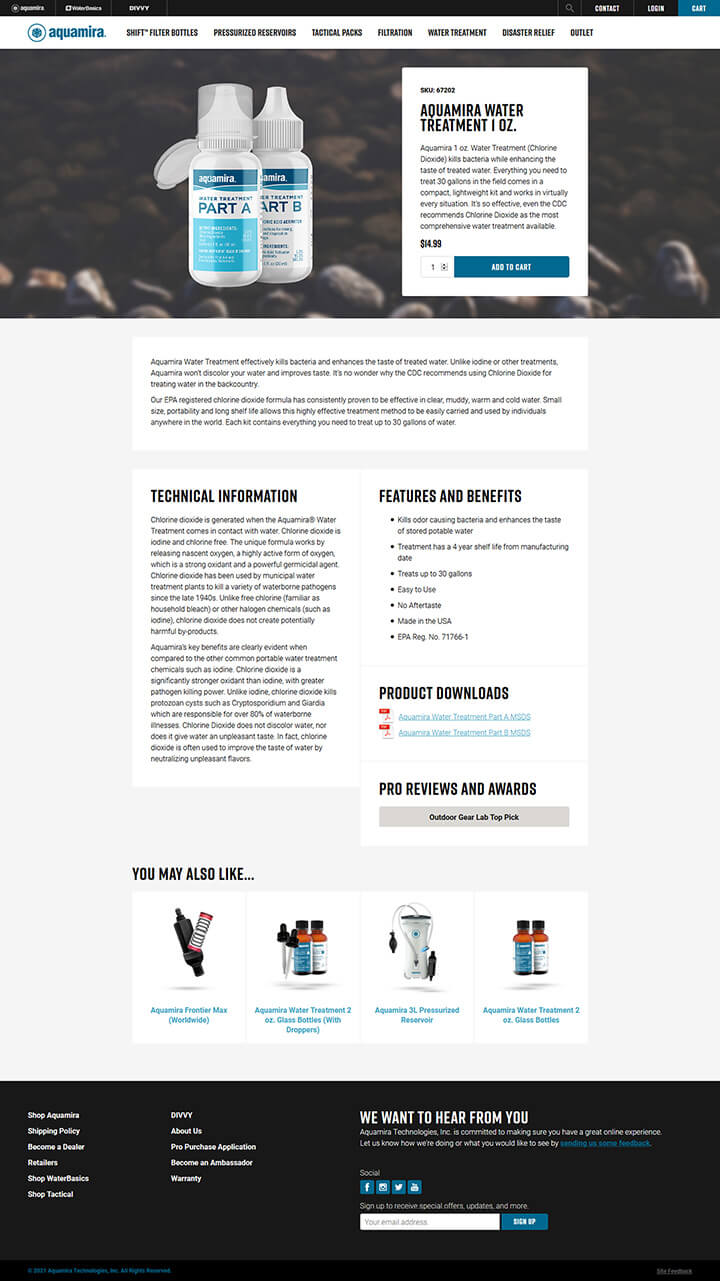 aquamira.
WaterBasics
DIVVY
CONTACT
LOGIN
CART
aquamira.
SHIFT™ FILTER BOTTLES
PRESSURIZED RESERVOIRS
TACTICAL PACKS
FILTRATION
WATER TREATMENT
DISASTER RELIEF
OUTLET
aquamira.
WATER TREATMENT
PART A
mira.
TREATMENT
ART B
SKU: 67202
AQUAMIRA WATER
TREATMENT 1 OZ.
Aquamira 1 oz. Water Treatment (Chlorine
Dioxide) kills bacteria while enhancing the
taste of treated water. Everything you need to
treat 30 gallons in the field comes in a
compact, lightweight kit and works in virtually
every situation. It's so effective, even the CDC
recommends Chlorine Dioxide as the most
comprehensive water treatment available.
$14.99
1
ADD TO CART
Aquamira Water Treatment effectively kills bacteria and enhances the taste of treated water. Unlike iodine or other treatments,
Aquamira won't discolor your water and improves taste. It's no wonder why the CDC recommends using Chlorine Dioxide for
treating water in the backcountry.
Our EPA registered chlorine dioxide formula has consistently proven to be effective in clear, muddy, warm and cold water. Small
size, portability and long shelf life allows this highly effective treatment method to be easily carried and used by individuals
anywhere in the world. Each kit contains everything you need to treat up to 30 gallons of water.
TECHNICAL INFORMATION
Chlorine dioxide is generated when the Aquamira® Water
Treatment comes in contact with water. Chlorine dioxide is
iodine and chlorine free. The unique formula works by
releasing nascent oxygen, a highly active form of oxygen,
which is a strong oxidant and a powerful germicidal agent.
Chlorine dioxide has been used by municipal water
treatment plants to kill a variety of waterborne pathogens
since the late 1940s. Unlike free chlorine (familiar as
household bleach) or other halogen chemicals (such as
iodine), chlorine dioxide does not create potentially
harmful by-products.
Aquamira's key benefits are clearly evident when
compared to the other common portable water treatment
chemicals such as iodine. Chlorine dioxide is a
significantly stronger oxidant than iodine, with greater
pathogen killing power. Unlike iodine, chlorine dioxide kills
protozoan cysts such as Cryptosporidium and Giardia
which are responsible for over 80% of waterborne
illnesses. Chlorine Dioxide does not discolor water, nor
does it give water an unpleasant taste. In fact, chlorine
dioxide is often used to improve the taste of water by
neutralizing unpleasant flavors.
FEATURES AND BENEFITS
Kills odor causing bacteria and enhances the taste
of stored potable water
Treatment has a 4 year shelf life from manufacturing
date
Treats up to 30 gallons
Easy to Use
No Aftertaste
Made in the USA
EPA Reg. No. 71766-1
PRODUCT DOWNLOADS
Aquamira Water Treatment Part A MSDS
Aquamira Water Treatment Part B MSDS
PRO REVIEWS AND AWARDS
Outdoor Gear Lab Top Pick
YOU MAY ALSO LIKE...
Aquamira Frontier Max
(Worldwide)
Aquamira Water Treatment 2
oz. Glass Bottles (With
Droppers)
Aquamira 3L Pressurized
Reservoir
Aquamira Water Treatment 2
oz. Glass Bottles
Shop Aquamira
Shipping Policy
Become a Dealer
Retailers
Shop WaterBasics
Shop Tactical
DIVVY
About Us
Pro Purchase Application
Become an Ambassador
Warranty
WE WANT TO HEAR FROM YOU
Aquamira Technologies, Inc. is committed to making sure you have a great online experience.
Let us know how we're doing or what you would like to see by sending us some feedback.
Social
Sign up to receive special offers, updates, and more.
Your email address
SIGN UP
© 2021 Aquamira Technologies, Inc. All Rights Reserved.
Site Feedback